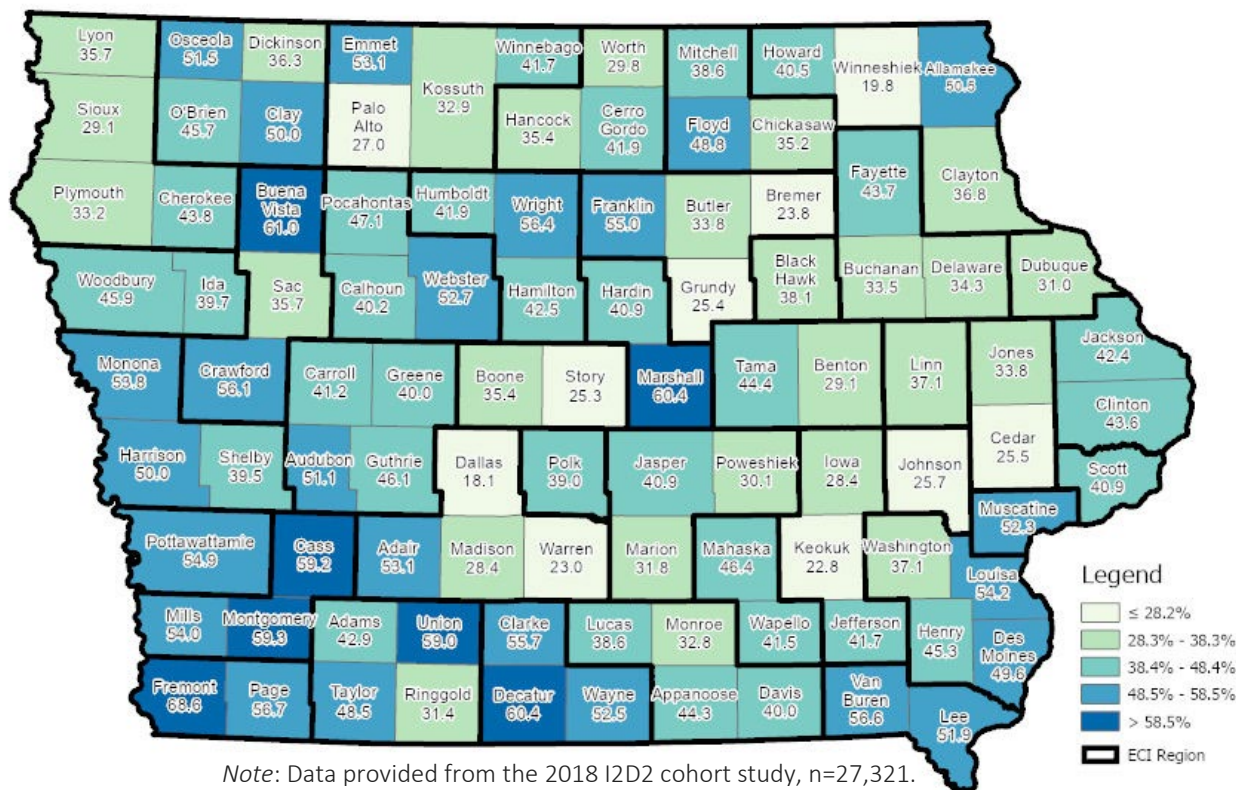 Lyon
35.7
Osceola
51.5
Dickinson
36.3
Emmet
53.1
Kossuth
32.9
Winnebago
41.7
Worth
29.8
Mitchell
38.6
Howard
40.5
Winneshiek
19.8
Allamakee
50.5
Sioux
29.1
O'Brien
45.7
Clay
50.0
Palo
Alto
27.0
Hancock
35.4
Cerro
Gordo
41.9
Floyd
48.8
Chickasaw
35.2
Fayette
43.7
Clayton
36.8
Plymouth
33.2
Cherokee
43.8
Buena
Vista
61.0
Pocahontas
47.1
Humboldt
41.9
Wright
56.4
Franklin
55.0
Butler
33.8
Bremer
23.8
Woodbury
45.9
Ida
39.7
Sac
35.7
Calhoun
40.2
Webster
52.7
Hamilton
42.5
Hardin
40.9
Grundy
25.4
Black
Hawk
38.1
Buchanan
33.5
Delaware
34.3
Dubuque
31.0
Monona
53.8
Crawford
56.1
Carroll
41.2
Greene
40.0
Boone
35.4
Story
25.3
Marshall
60.4
Tama
44.4
Benton
29.1
Linn
37.1
Jones
33.8
Jackson
42.4
Clinton
43.6
Harrison
50.0
Shelby
39.5
Audubon
51.1
Guthrie
46.1
Dallas
18.1
Polk
39.0
Jasper
40.9
Poweshiek
30.1
Iowa
28.4
Johnson
25.7
Cedar
25.5
Scott
40.9
Muscatine
52.3
Pottawattamie
54.9
Cass
59.2
Adair
53.1
Madison
28.4
Warren
23.0
Marion
31.8
Mahaska
46.4
Keokuk
22.8
Washington
37.1
Louisa
54.2
Mills
54.0
Montgomery
59.3
Adams
42.9
Union
59.0
Clarke
55.7
Lucas
38.6
Monroe
32.8
Wapello
41.5
Jefferson
41.7
Henry
45.3
Des
Moines
49.6
Fremont
68.6
Page
56.7
Taylor
48.5
Ringgold
31.4
Decatur
60.4
Wayne
52.5
Appanoose
44.3
Davis
40.0
Van
Buren
56.6
Lee
51.9
Legend
≤ 28.2%
28.3% - 38.3%
38.4% - 48.4%
48.5% - 58.5%
> 58.5%
ECI Region
Note: Data provided from the 2018 I2D2 cohort study, n=27,321.